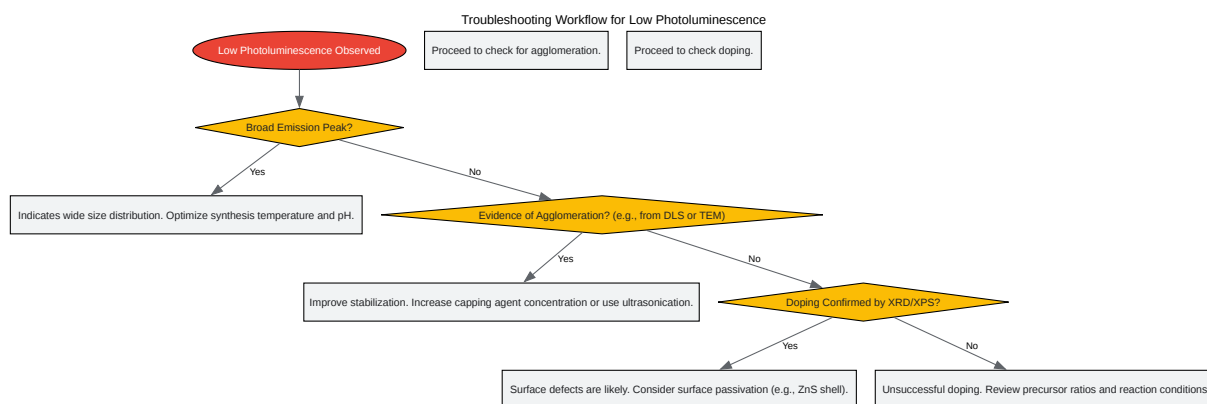 Troubleshooting Workflow for Low Photoluminescence
Low Photoluminescence Observed
Proceed to check for agglomeration.
Proceed to check doping.
Broad Emission Peak?
Yes
No
Indicates wide size distribution. Optimize synthesis temperature and pH.
Evidence of Agglomeration? (e.g., from DLS or TEM)
Yes
No
Improve stabilization. Increase capping agent concentration or use ultrasonication.
Doping Confirmed by XRD/XPS?
Yes
No
Surface defects are likely. Consider surface passivation (e.g., ZnS shell).
Unsuccessful doping. Review precursor ratios and reaction conditions